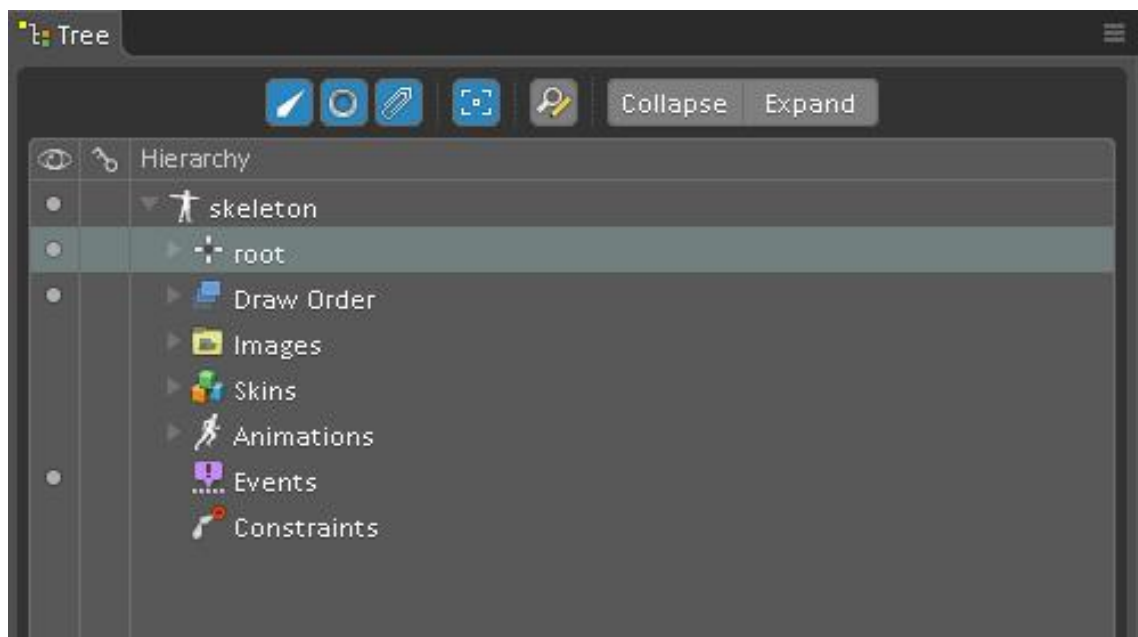 Tree
Collapse Expand
Hierarchy
skeleton
root
Draw Order
Images
Skins
Animations
Events
Constraints